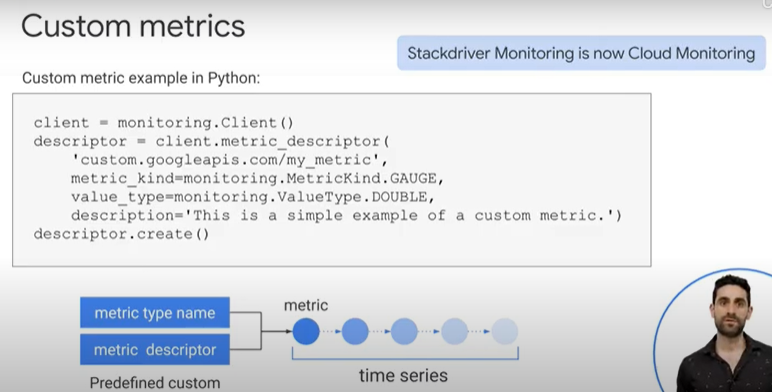 Custom metrics
Stackdriver Monitoring is now Cloud Monitoring
Custom metric example in Python:
client = monitoring.Client()
descriptor = client.metric_descriptor(
'custom.googleapis.com/my_metric',
metric_kind=monitoring.MetricKind.GAUGE,
value_type=monitoring.ValueType.DOUBLE,
description='This is a simple example of a custom metric.')
descriptor.create()
metric type name
metric descriptor
Predefined custom
metric
time series